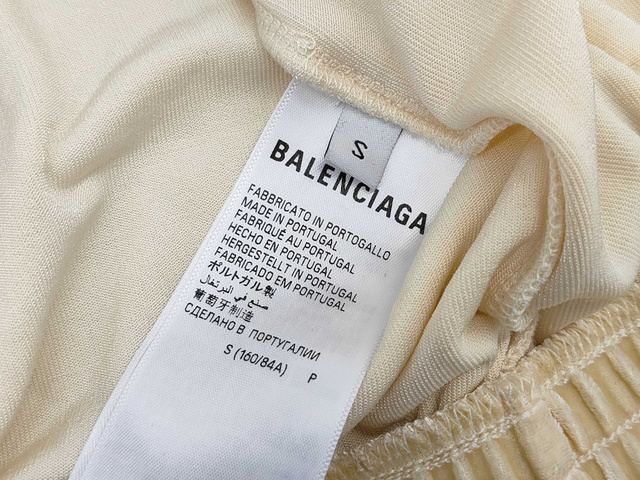 S
BALENCIAGA
FABBRICATO IN PORTOGALLO
MADE IN PORTUGAL
FABRIQUÉ AU PORTUGAL
HECHO EN PORTUGAL
HERGESTELLT IN PORTUGAL
FABRICADO EM PORTUGAL
ポルトガル製
صنع في البرتغال
葡萄牙制造
СДЕЛАНО В ПОРТУГАЛИИ
S (160/84A) P